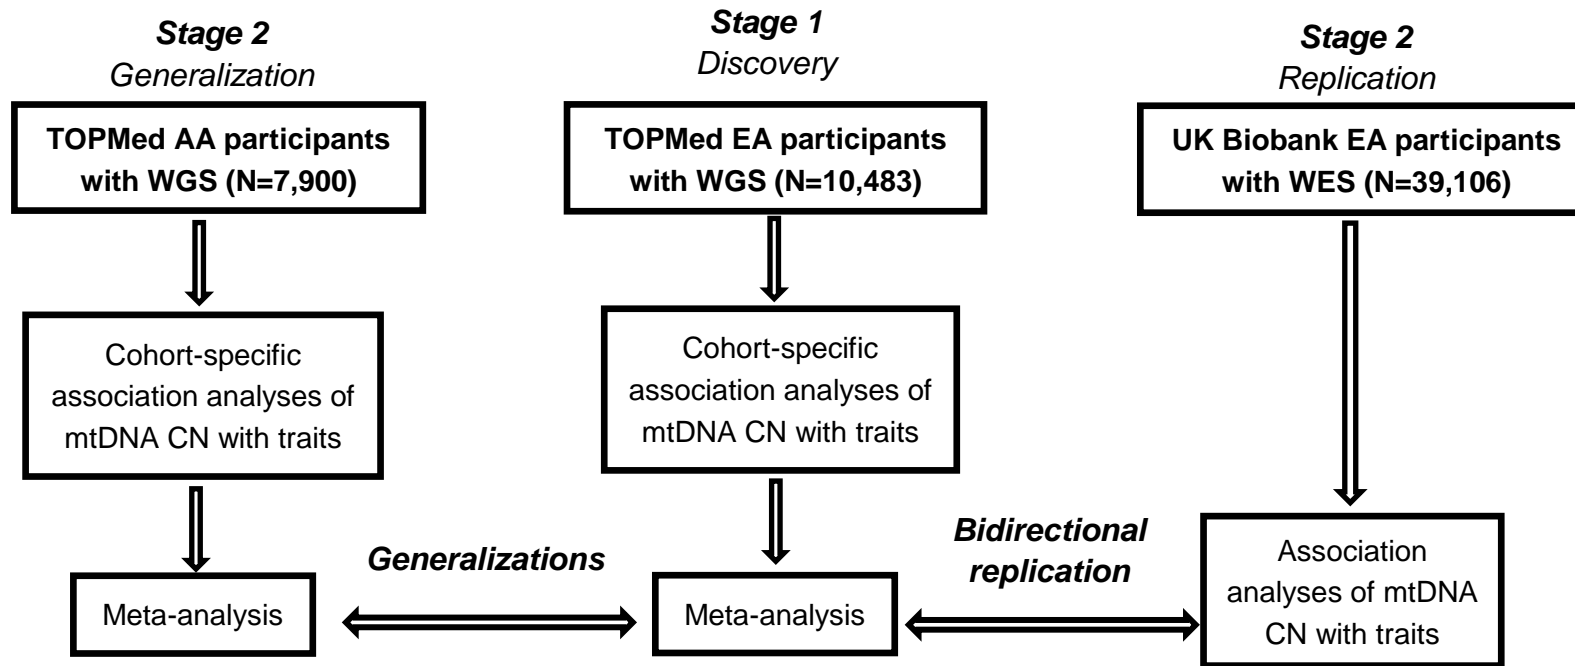 Stage 2
Generalization
TOPMed AA participants
with WGS (N=7,900)
Cohort-specific
association analyses of
mtDNA CN with traits
Meta-analysis
Generalizations
Stage 1
Discovery
TOPMed EA participants
with WGS (N=10,483)
Cohort-specific
association analyses of
mtDNA CN with traits
Meta-analysis
Bidirectional
replication
Stage 2
Replication
UK Biobank EA participants
with WES (N=39,106)
Association
analyses of mtDNA
CN with traits